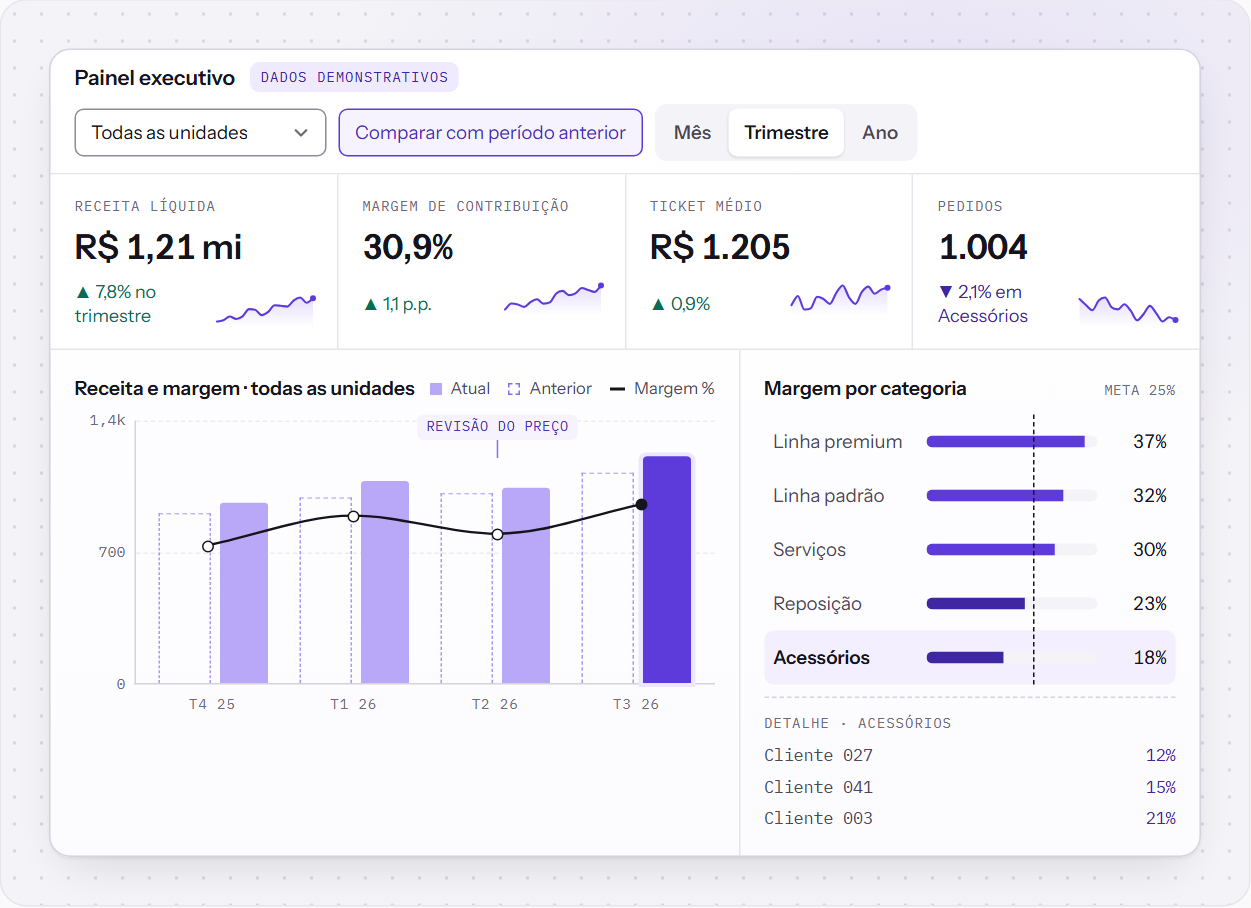 Painel executivo
DADOS DEMONSTRATIVOS
Todas as unidades
Comparar com período anterior
Mês
Trimestre
Ano
RECEITA LÍQUIDA
R$ 1,21 mi
▲ 7,8% no
trimestre
MARGEM DE CONTRIBUIÇÃO
30,9%
▲ 1,1 p.p.
TICKET MÉDIO
R$ 1.205
▲ 0,9%
PEDIDOS
1.004
▼ 2,1% em
Acessórios
Receita e margem · todas as unidades
Atual
Anterior
Margem %
1,4k
REVISÃO DO PREÇO
700
0
T4 25
T1 26
T2 26
T3 26
Margem por categoria
META 25%
Linha premium 37%
Linha padrão 32%
Serviços 30%
Reposição 23%
Acessórios 18%
DETALHE · ACESSÓRIOS
Cliente 027 12%
Cliente 041 15%
Cliente 003 21%